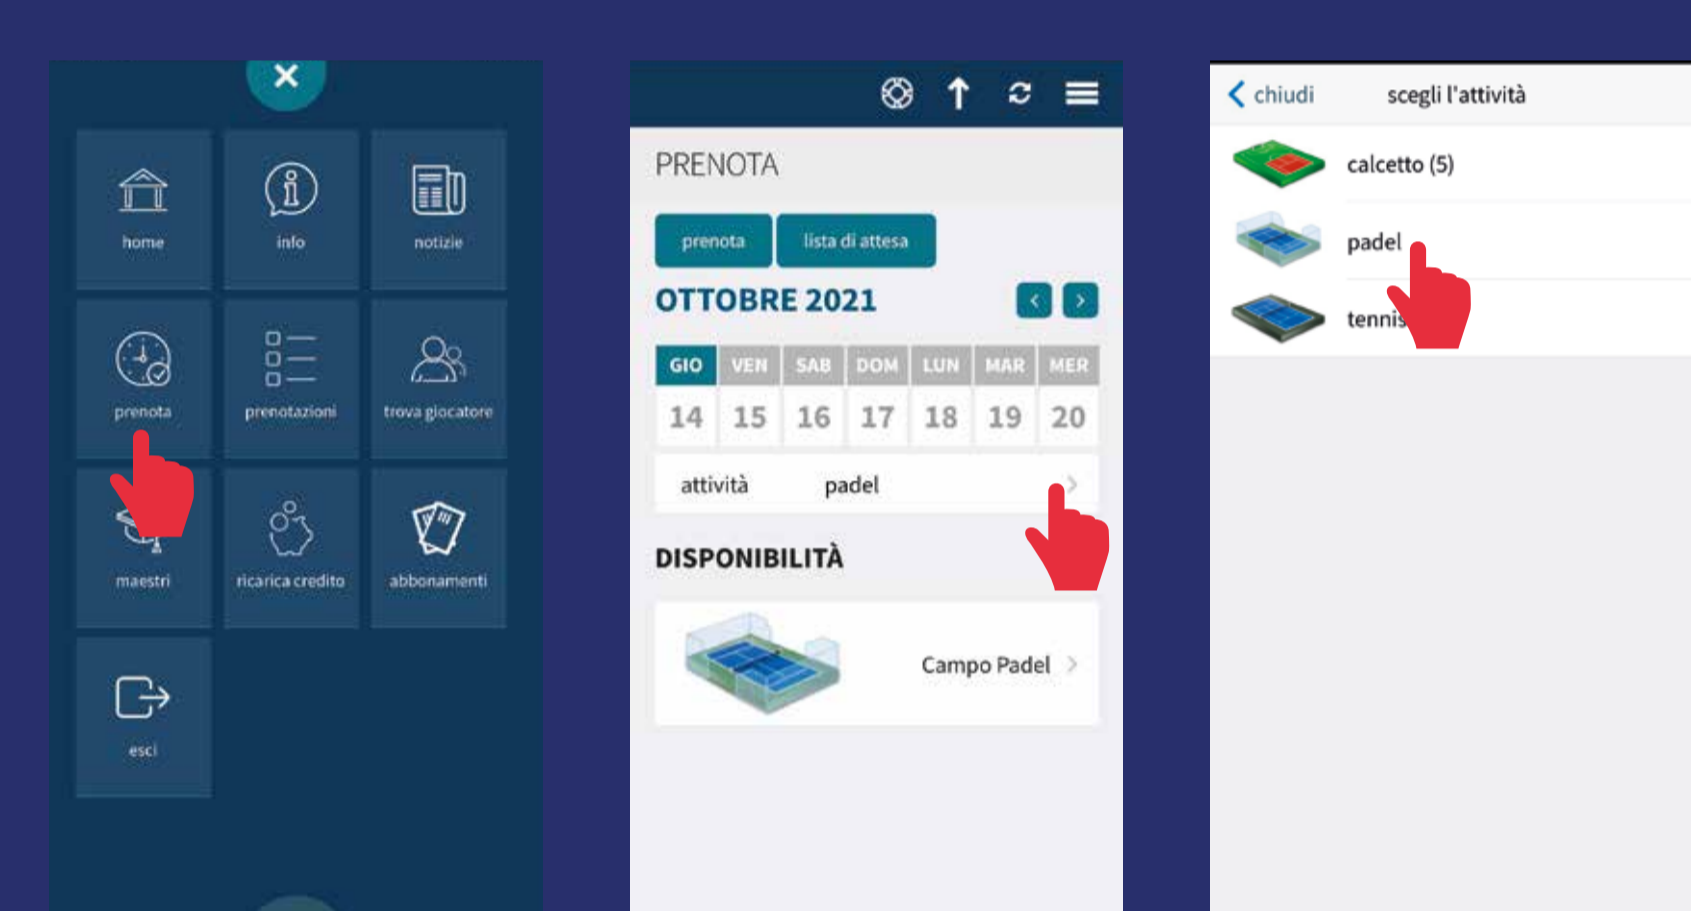 home
info
notizie
prenota
prenotazioni
trova giocatore
maestri
ricarica credito
abbonamenti
esci
PRENOTA
prenota
lista di attesa
OTTOBRE 2021
GIO VEN SAB DOM LUN MAR MER
14 15 16 17 18 19 20
attività padel
DISPONIBILITÀ
Campo Padel
chiudi scegli l'attività
calcetto (5)
padel
tennis